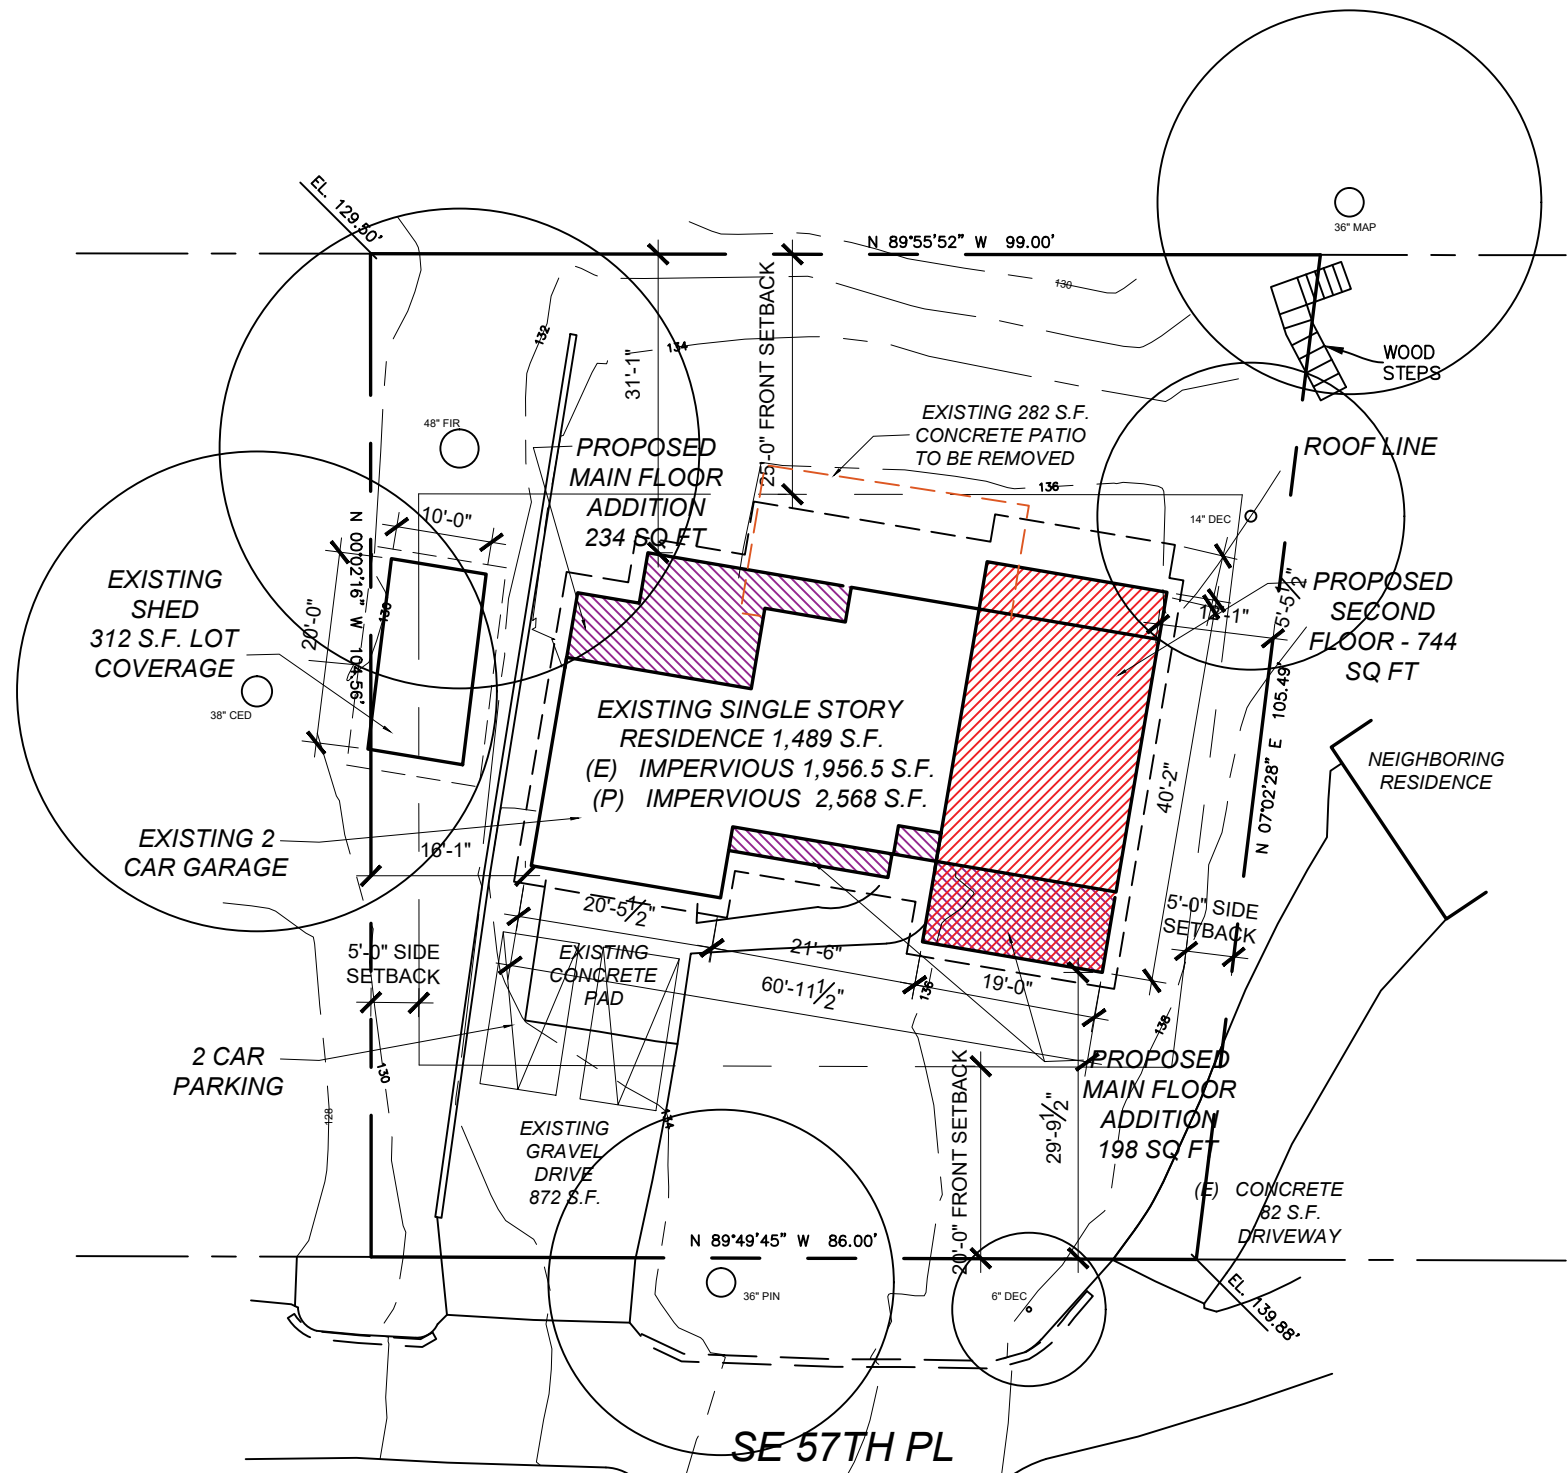 EL. 129.50'
N 89°55'52" W   99.00'
36" MAP
130
132
134
31'-1"
25'-0" FRONT SETBACK
WOOD
STEPS
48" FIR
EXISTING 282 S.F.
CONCRETE PATIO
TO BE REMOVED
PROPOSED
MAIN FLOOR
ADDITION
234 SQ FT
ROOF LINE
136
14" DEC
10'-0"
N 00°02'16" W   104.56'
20'-0"
130
EXISTING
SHED
312 S.F. LOT
COVERAGE
38" CED
5'-5 1/2"
12'-1"
PROPOSED
SECOND
FLOOR - 744
SQ FT
N 07°02'28" E   105.49'
EXISTING SINGLE STORY
RESIDENCE 1,489 S.F.
(E)   IMPERVIOUS 1,956.5 S.F.
(P)   IMPERVIOUS  2,568 S.F.
40'-2"
NEIGHBORING
RESIDENCE
EXISTING 2
CAR GARAGE
16'-1"
20'-5 1/2"
21'-6"
19'-0"
60'-11 1/2"
5'-0" SIDE
SETBACK
5'-0" SIDE
SETBACK
EXISTING
CONCRETE
PAD
136
138
2 CAR
PARKING
130
128
134
PROPOSED
MAIN FLOOR
ADDITION
198 SQ FT
20'-0" FRONT SETBACK
29'-9 1/2"
EXISTING
GRAVEL
DRIVE
872 S.F.
(E)   CONCRETE
82 S.F.
DRIVEWAY
N 89°49'45" W   86.00'
36" PIN
6" DEC
EL. 139.88'
SE 57TH PL